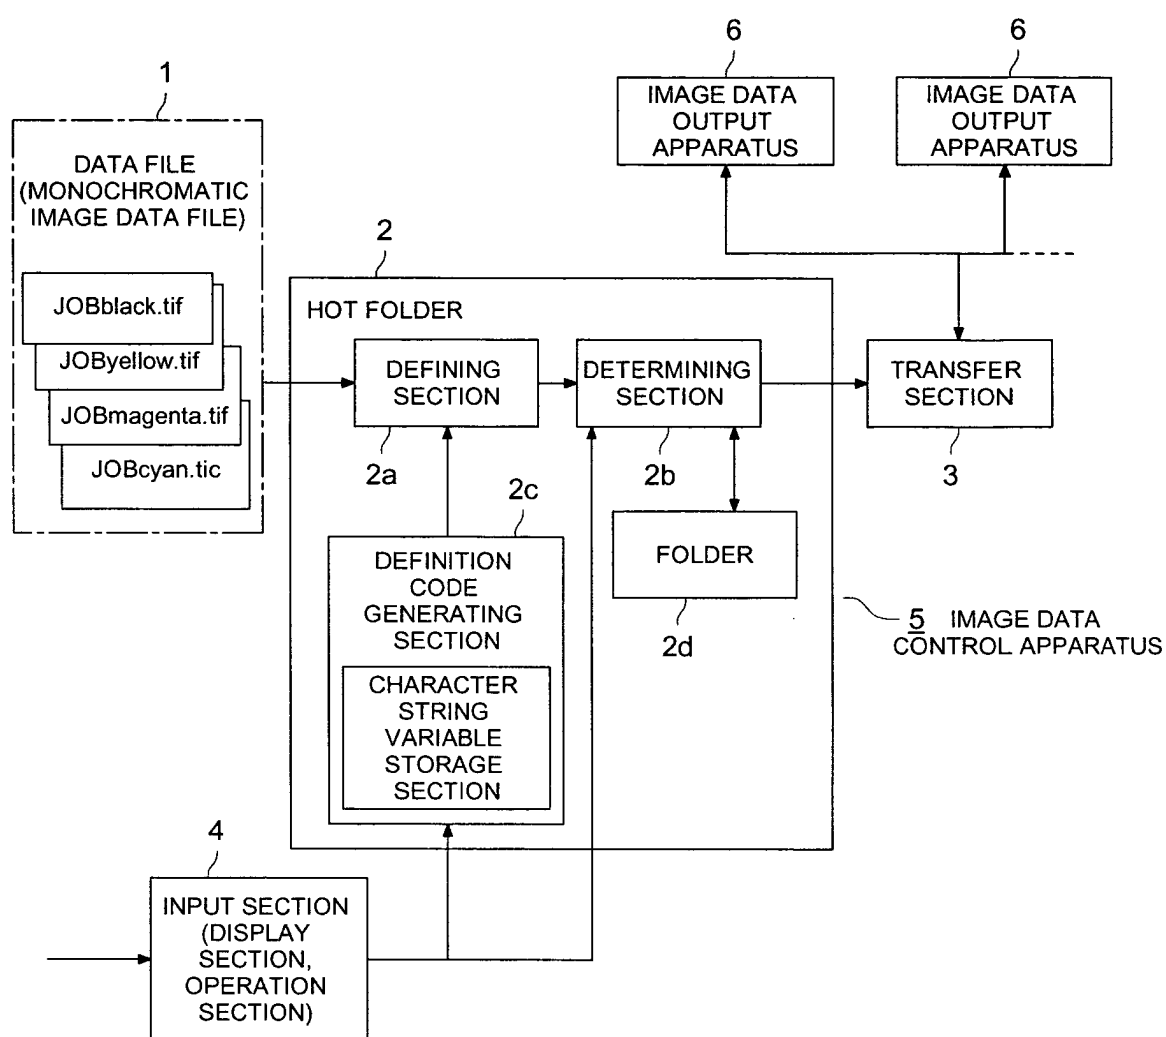 6
6
IMAGE DATA
OUTPUT
APPARATUS
IMAGE DATA
OUTPUT
APPARATUS
1
DATA FILE
(MONOCHROMATIC
IMAGE DATA FILE)
JOBblack.tif
JOByellow.tif
JOBmagenta.tif
JOBcyan.tic
2
HOT FOLDER
DEFINING
SECTION
2a
DETERMINING
SECTION
2b
TRANSFER
SECTION
3
2c
DEFINITION
CODE
GENERATING
SECTION
CHARACTER
STRING
VARIABLE
STORAGE
SECTION
FOLDER
2d
5 IMAGE DATA
CONTROL APPARATUS
4
INPUT SECTION
(DISPLAY
SECTION,
OPERATION
SECTION)